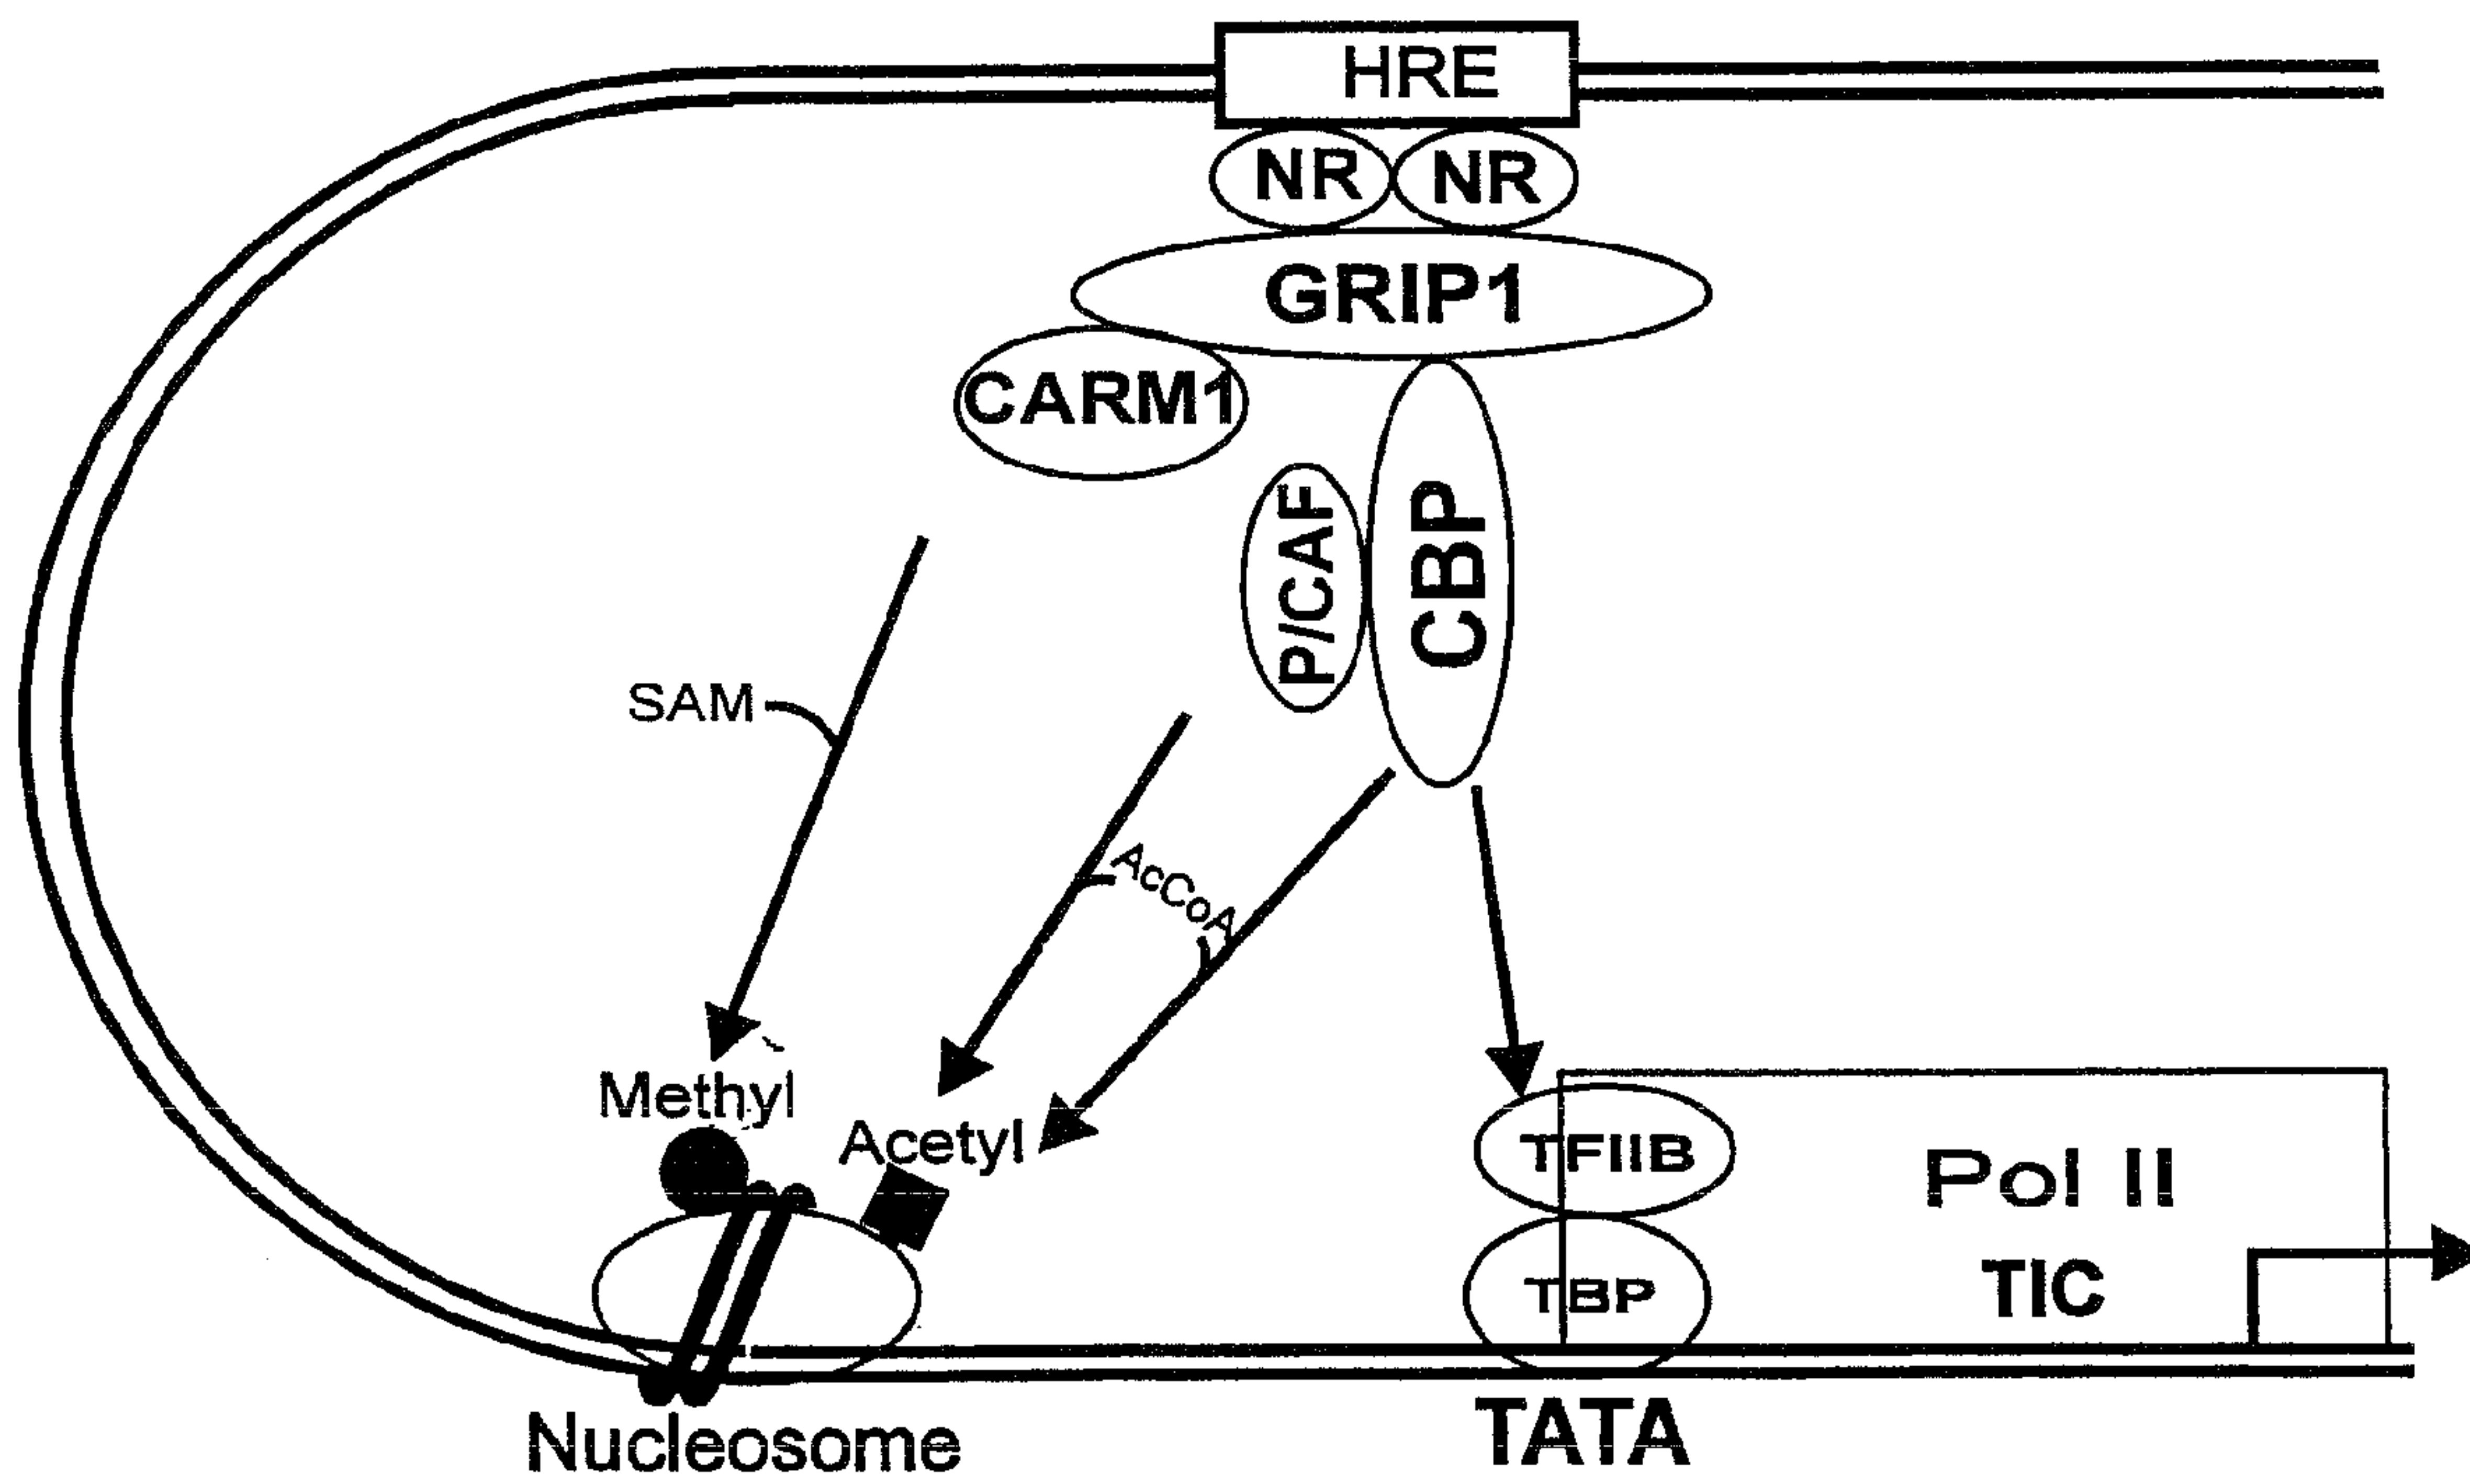 HRE
NR NR
GRIP1
CARM1
P/CAF
CBP
SAM
AcCoA
Methyl
Acetyl
TFIIB
Pol II
TBP
TIC
Nucleosome
TATA